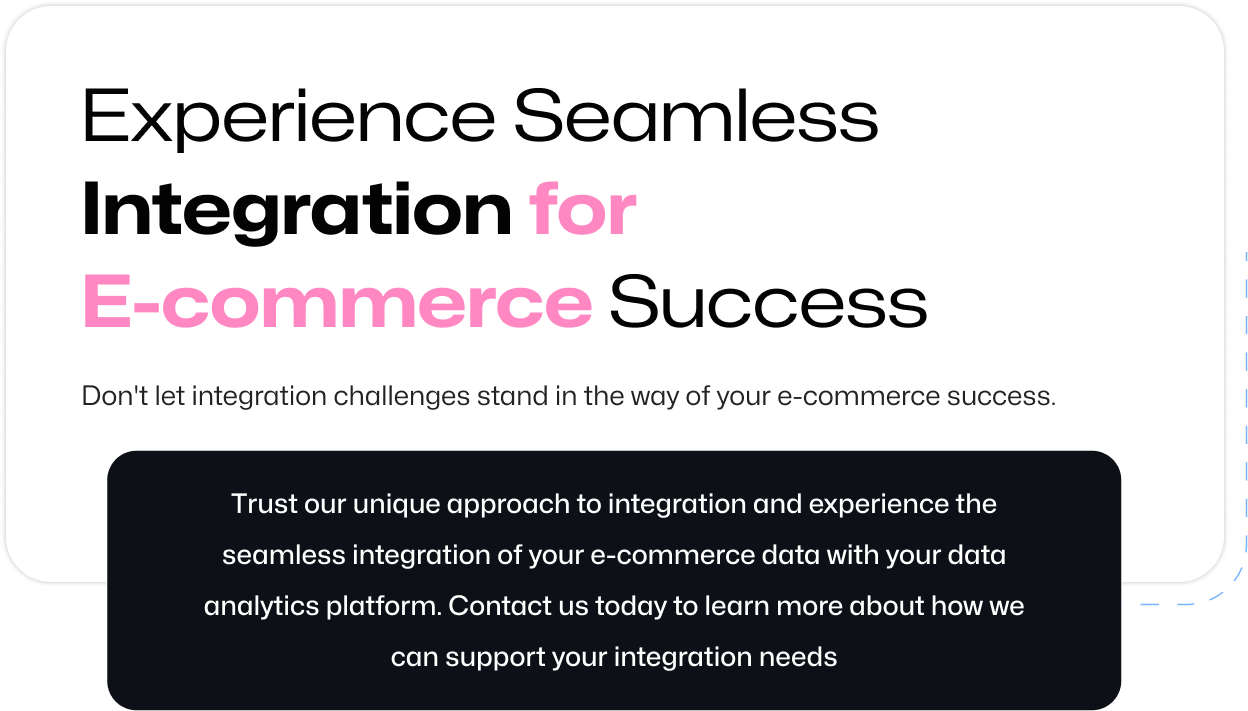 Experience Seamless
Integration for
E-commerce Success
Don't let integration challenges stand in the way of your e-commerce success.
Trust our unique approach to integration and experience the
seamless integration of your e-commerce data with your data
analytics platform. Contact us today to learn more about how we
can support your integration needs